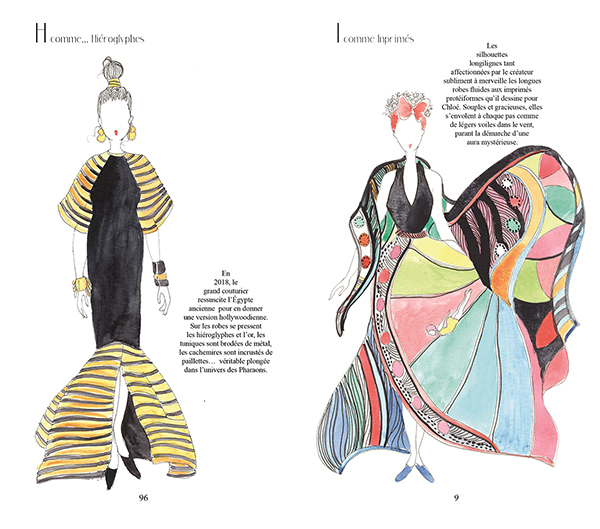 H comme... Hiéroglyphes
En
2018, le
grand couturier
ressuscite l'Égypte
ancienne pour en donner
une version hollywoodienne.
Sur les robes se pressent
les hiéroglyphes et l'or, les
tuniques sont brodées de métal,
les cachemires sont incrustés de
paillettes… véritable plongée
dans l'univers des Pharaons.
96
I comme Inprimés
Les
silhouettes
longilignes tant
affectionnées par le créateur
subliment à merveille les longues
robes fluides aux imprimés
protéiformes qu'il dessine pour
Chloé. Souples et gracieuses, elles
s'envolent à chaque pas comme
de légers voiles dans le vent,
parant la démarche d'une
aura mystérieuse.
9